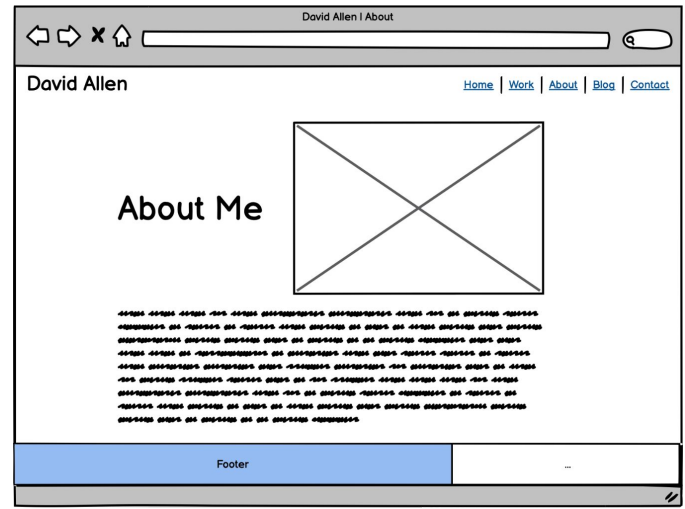 David Allen | About
David Allen
Home | Work | About | Blog | Contact
About Me
Footer
...